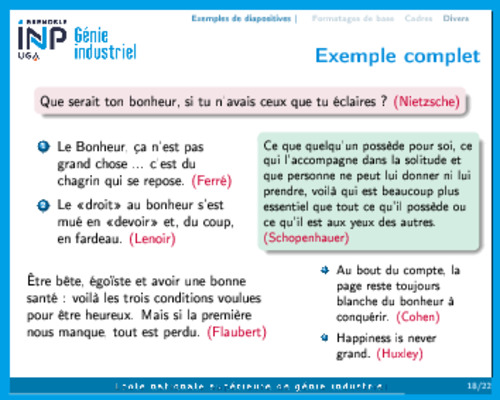 Exemples de diapositives | Formatages de base Cadres Divers
GRENOBLE
INP Génie
industriel
UGA
Exemple complet
Que serait ton bonheur, si tu n'avais ceux que tu éclaires ? (Nietzsche)
Le Bonheur, ça n'est pas
grand chose ... c'est du
chagrin qui se repose. (Ferré)
Le «droit» au bonheur s'est
mué en «devoir» et, du coup,
en fardeau. (Lenoir)
Ce que quelqu'un possède pour soi, ce
qui l'accompagne dans la solitude et
que personne ne peut lui donner ni lui
prendre, voilà qui est beaucoup plus
essentiel que tout ce qu'il possède ou
ce qu'il est aux yeux des autres.
(Schopenhauer)
Être bête, égoïste et avoir une bonne
santé : voilà les trois conditions voulues
pour être heureux. Mais si la première
nous manque, tout est perdu. (Flaubert)
Au bout du compte, la
page reste toujours
blanche du bonheur à
conquérir. (Cohen)
Happiness is never
grand. (Huxley)
École nationale supérieure de génie industriel
18/22